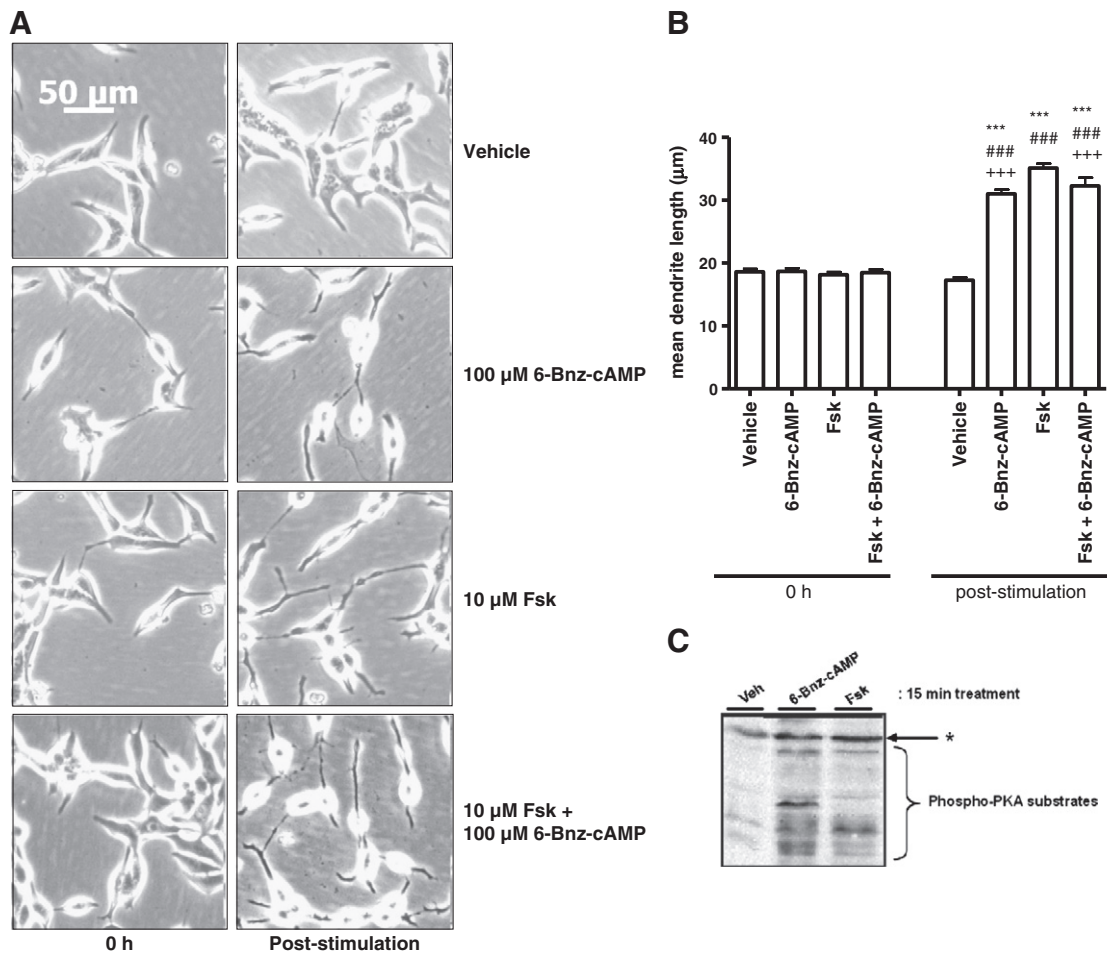 A
50 µm
Vehicle
100 µM 6-Bnz-cAMP
10 µM Fsk
10 µM Fsk +
100 µM 6-Bnz-cAMP
0 h
Post-stimulation
B
mean dendrite length (µm)
40
30
20
10
0
***
###
+++
***
###
***
###
+++
Vehicle
6-Bnz-cAMP
Fsk
Fsk + 6-Bnz-cAMP
Vehicle
6-Bnz-cAMP
Fsk
Fsk + 6-Bnz-cAMP
0 h
post-stimulation
C
Veh
6-Bnz-cAMP
Fsk
: 15 min treatment
*
Phospho-PKA substrates